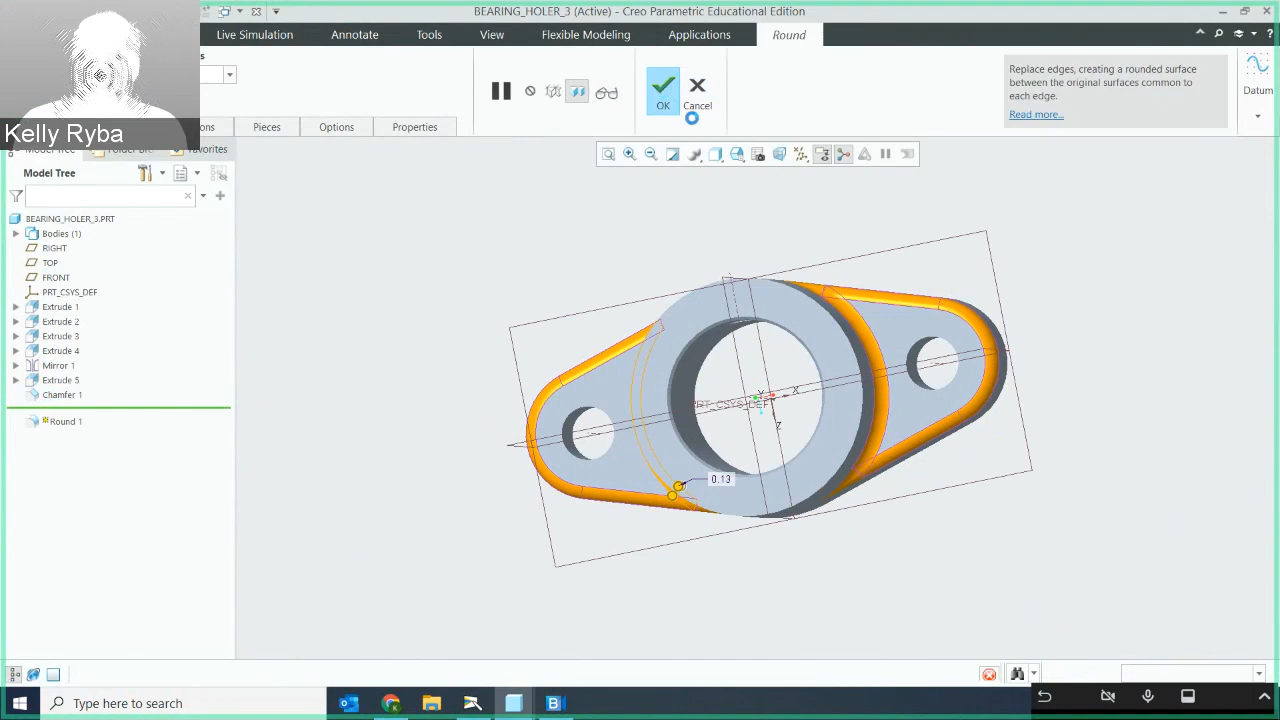 BEARING_HOLER_3 (Active) - Creo Parametric Educational Edition
Live Simulation
Annotate
Tools
View
Flexible Modeling
Applications
Round
OK
Cancel
Replace edges, creating a rounded surface
between the original surfaces common to
each edge.
Read more...
Datum
Kelly Ryba
Pieces
Options
Properties
Favorites
Model Tree
BEARING_HOLER_3.PRT
Bodies (1)
RIGHT
TOP
FRONT
PRT_CSYS_DEF
Extrude 1
Extrude 2
Extrude 3
Extrude 4
Mirror 1
Extrude 5
Chamfer 1
Round 1
X
Y
PRT_CSYS_DEF
Z
0.13
Type here to search